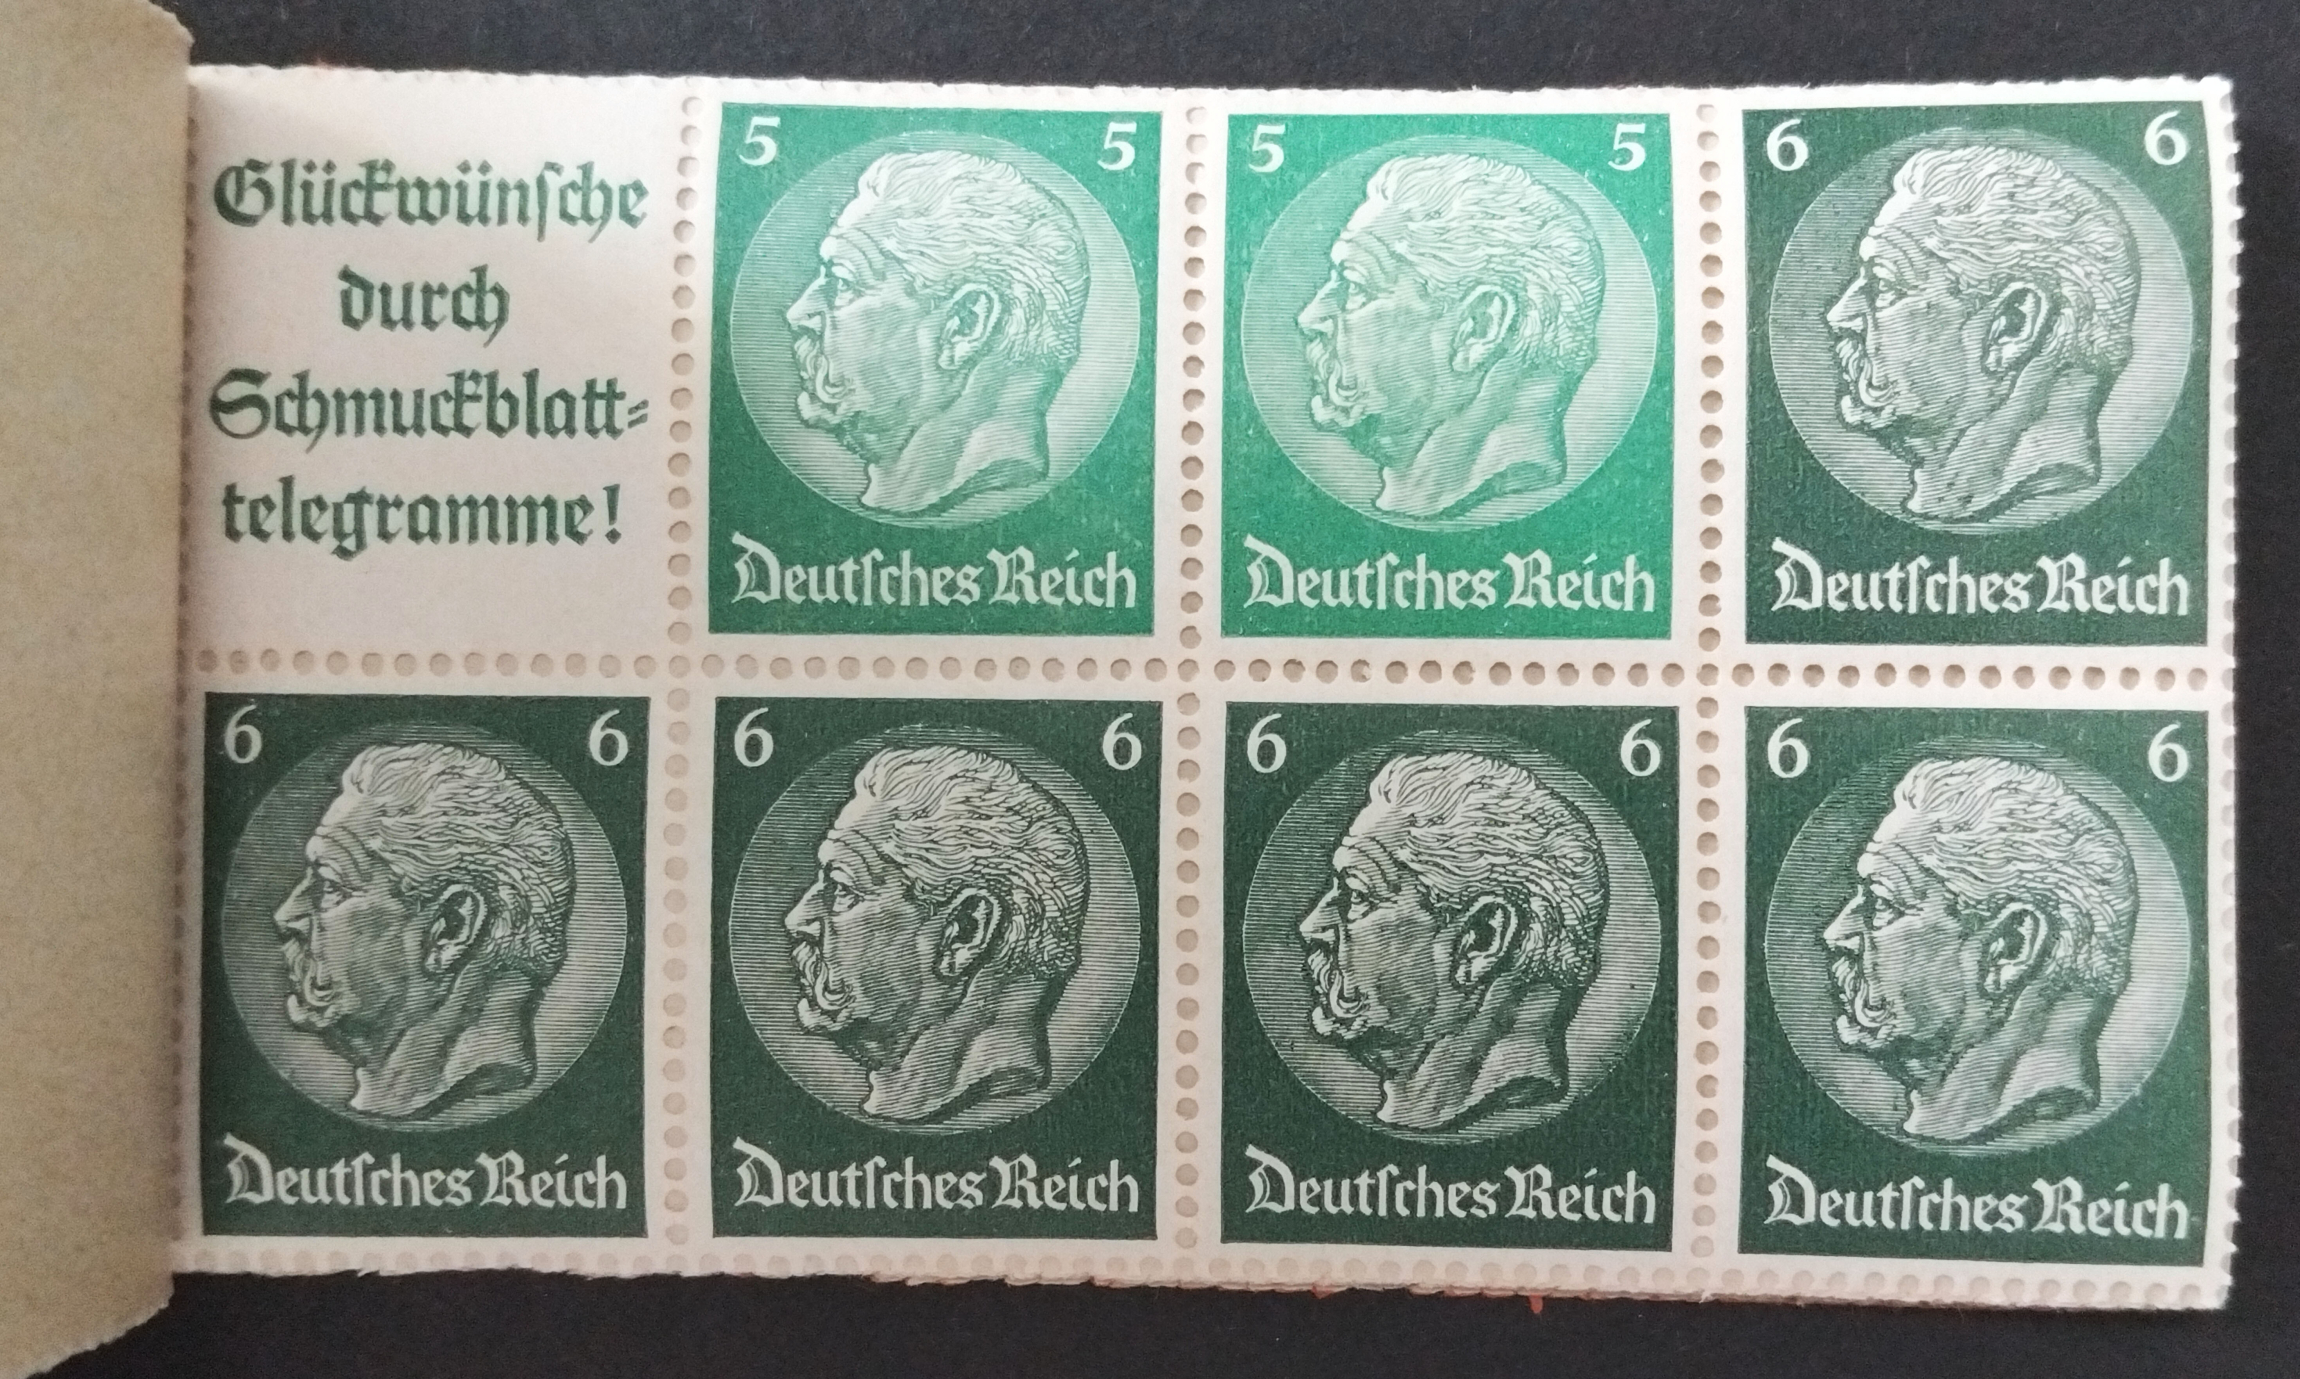 Glückwünsche
durch
Schmuckblatt-
telegramme!
5 5
Deutsches Reich
5 5
Deutsches Reich
6 6
Deutsches Reich
6 6
Deutsches Reich
6 6
Deutsches Reich
6 6
Deutsches Reich
6 6
Deutsches Reich